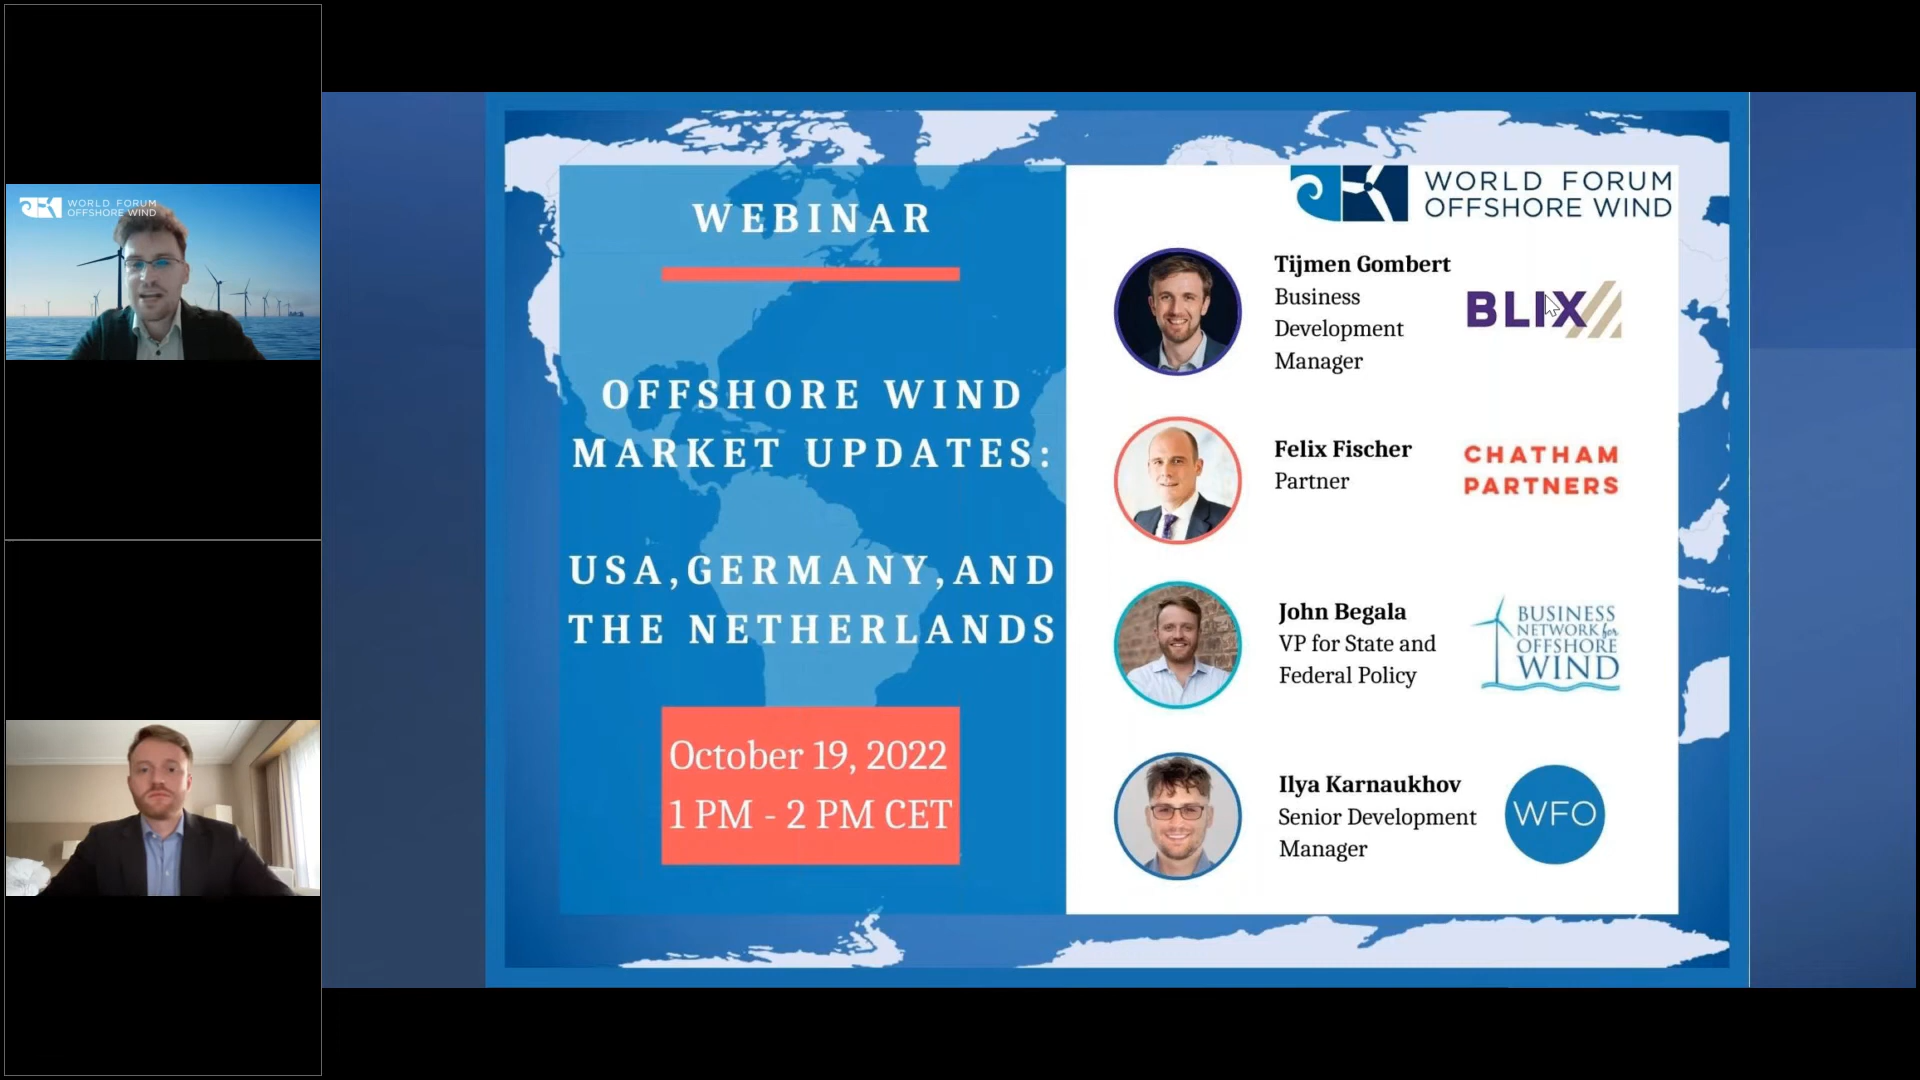 WORLD FORUM
OFFSHORE WIND
WEBINAR
OFFSHORE WIND
MARKET UPDATES:
USA,GERMANY,AND
THE NETHERLANDS
October 19, 2022
1 PM - 2 PM CET
WORLD FORUM
OFFSHORE WIND
Tijmen Gombert
Business
Development
Manager
BLIX
Felix Fischer
Partner
CHATHAM
PARTNERS
John Begala
VP for State and
Federal Policy
BUSINESS
NETWORK for
OFFSHORE
WIND
Ilya Karnaukhov
Senior Development
Manager
WFO